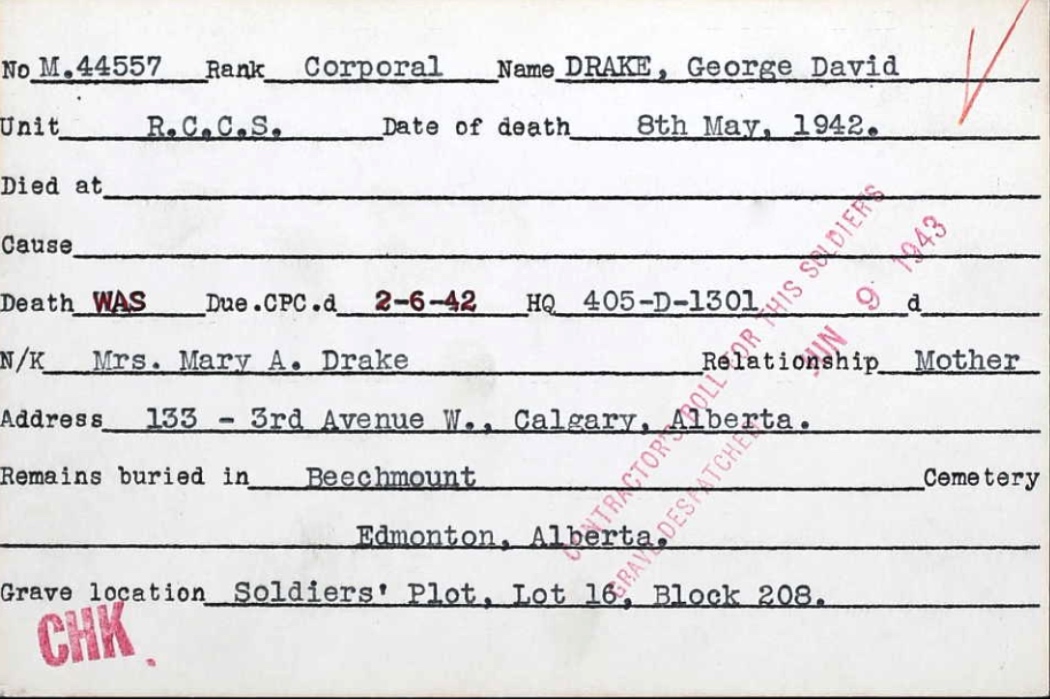 No M.44557 Rank Corporal Name DRAKE, George David
Unit R.C.C.S. Date of death 8th May, 1942.
Died at
Cause
Death WAS Due.CPC.d 2-6-42 HQ 405-D-1301 d
N/K Mrs. Mary A. Drake Relationship Mother
Address 133 - 3rd Avenue W., Calgary, Alberta.
Remains buried in Beechmount Cemetery
Edmonton, Alberta.
Grave location Soldiers' Plot, Lot 16, Block 208.
CHK
CONTRACTOR'S ROLL FOR THIS SOLDIER'S
GRAVE DESPATCHED JUN 9 1943